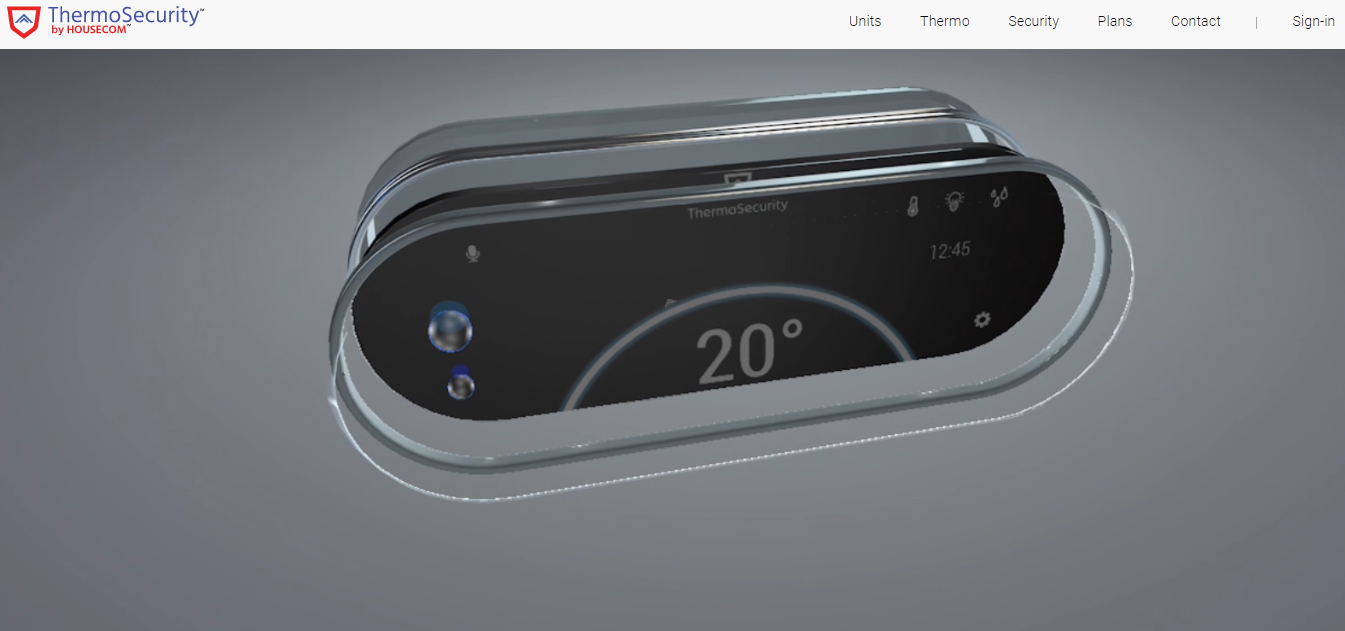 ThermoSecurity™
by HOUSECOM™
Units Thermo Security Plans Contact | Sign-in
ThermoSecurity
12:45
20°